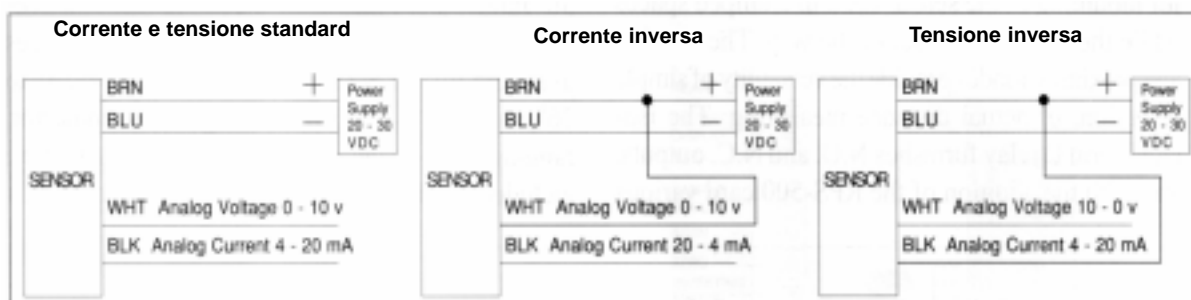 Corrente e tensione standard
Corrente inversa
Tensione inversa
BRN
+
Power
Supply
20 - 30
VDC
BLU
—
SENSOR
WHT Analog Voltage 0 - 10 v
BLK Analog Current 4 - 20 mA
BRN
+
Power
Supply
20 - 30
VDC
BLU
—
SENSOR
WHT Analog Voltage 0 - 10 v
BLK Analog Current 20 - 4 mA
BRN
+
Power
Supply
20 - 30
VDC
BLU
—
SENSOR
WHT Analog Voltage 10 - 0 v
BLK Analog Current 4 - 20 mA